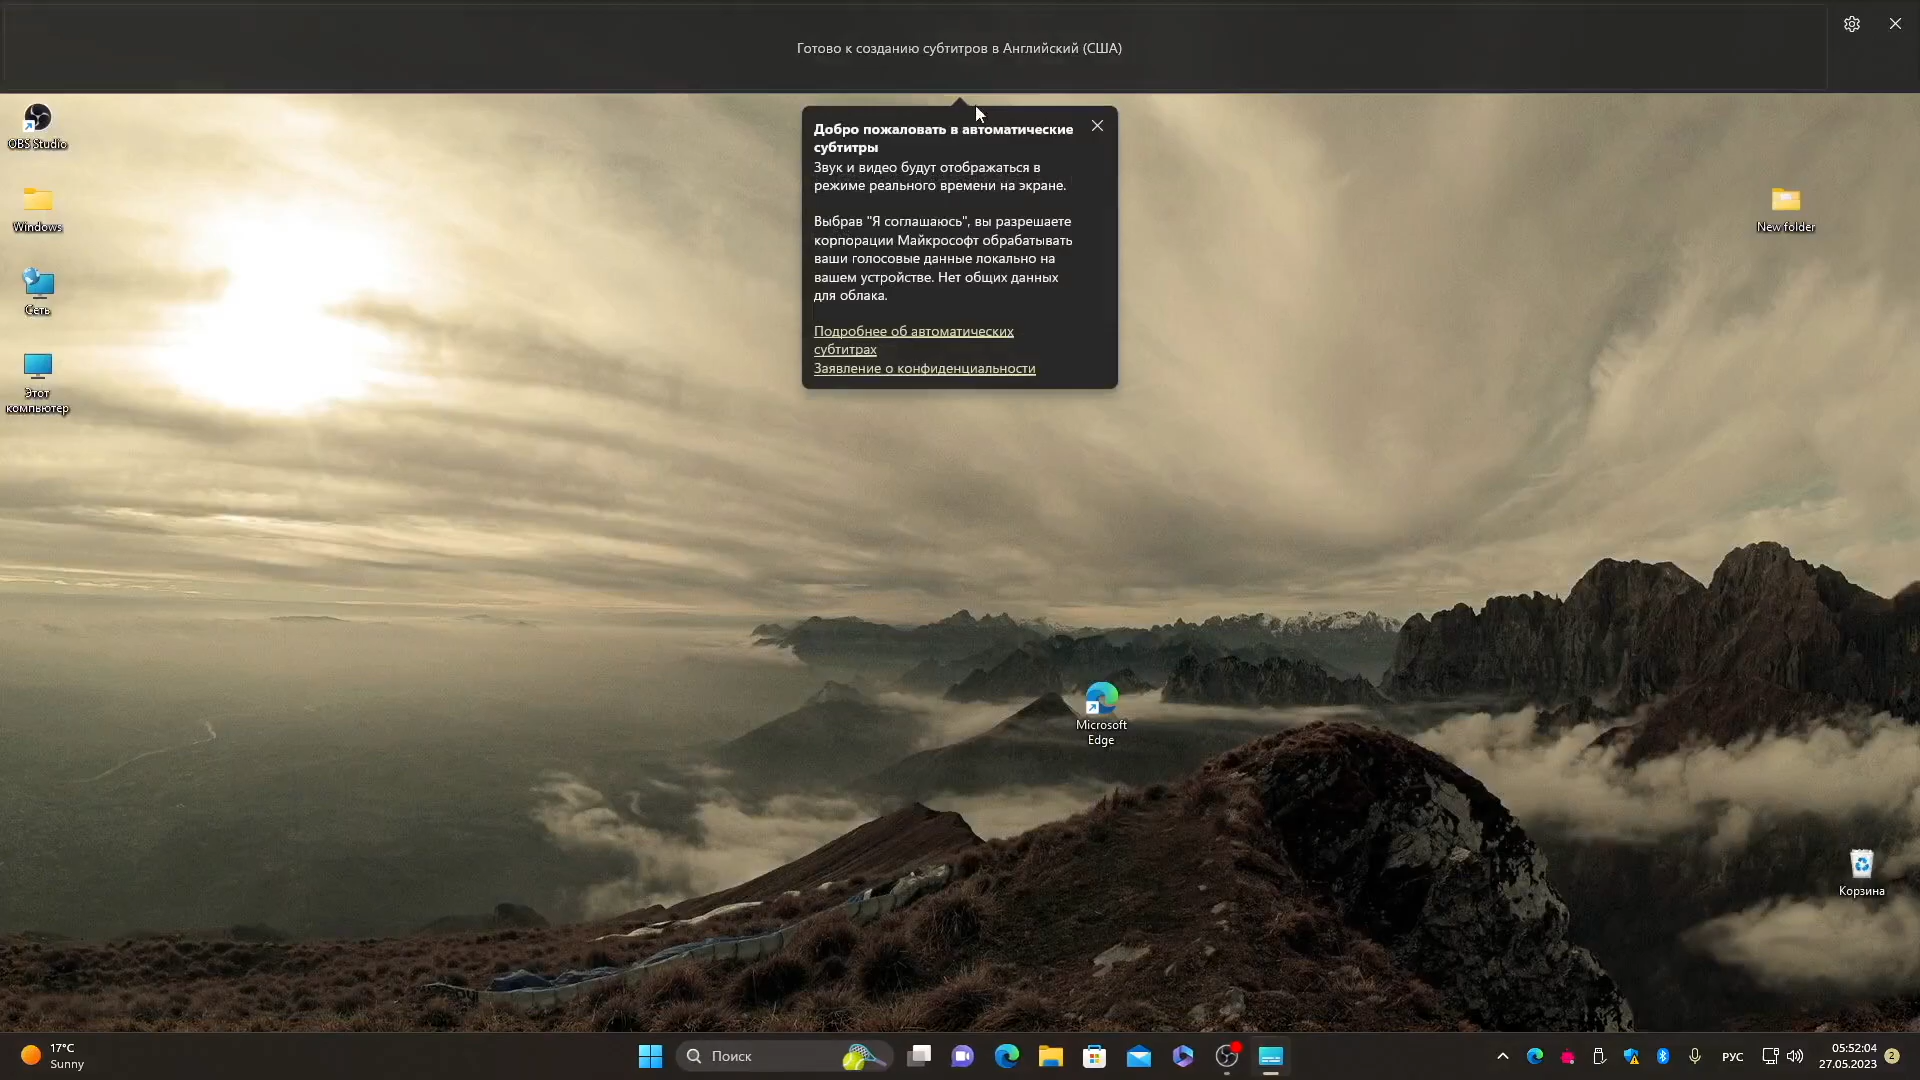 Готово к созданию субтитров в Английский (США)
Добро пожаловать в автоматические
субтитры
Звук и видео будут отображаться в
режиме реального времени на экране.
Выбрав "Я соглашаюсь", вы разрешаете
корпорации Майкрософт обрабатывать
ваши голосовые данные локально на
вашем устройстве. Нет общих данных
для облака.
Подробнее об автоматических
субтитрах
Заявление о конфиденциальности
OBS Studio
Windows
Сеть
Этот
компьютер
New folder
Microsoft
Edge
Корзина
17°C
Sunny
Поиск
РУС
05:52:04
27.05.2023
2